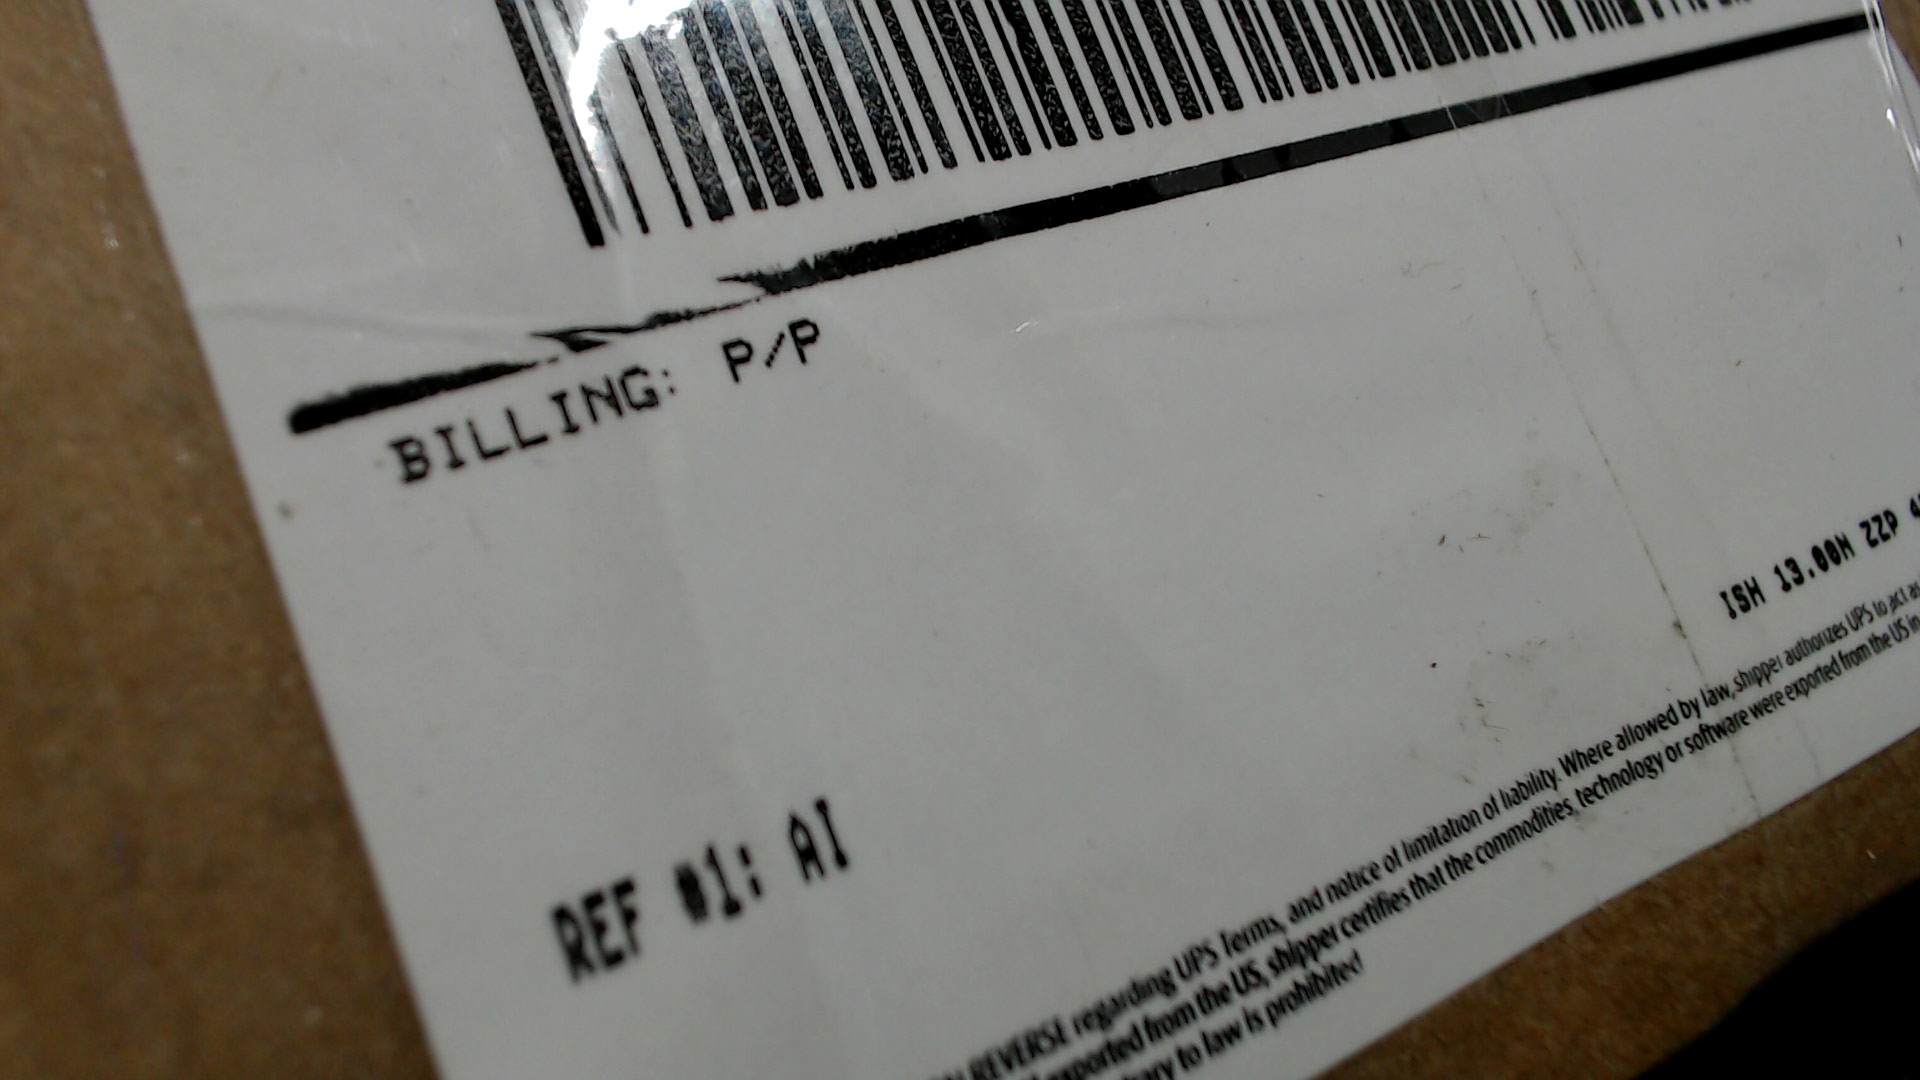 BILLING: P/P
REF #1: AI
ISH 13.00N ZZP
REVERSE regarding UPS Terms, and notice of limitation of liability. Where allowed by law, shipper authorizes UPS to act as
exported from the US, shipper certifies that the commodities, technology or software were exported from the US in
to law is prohibited